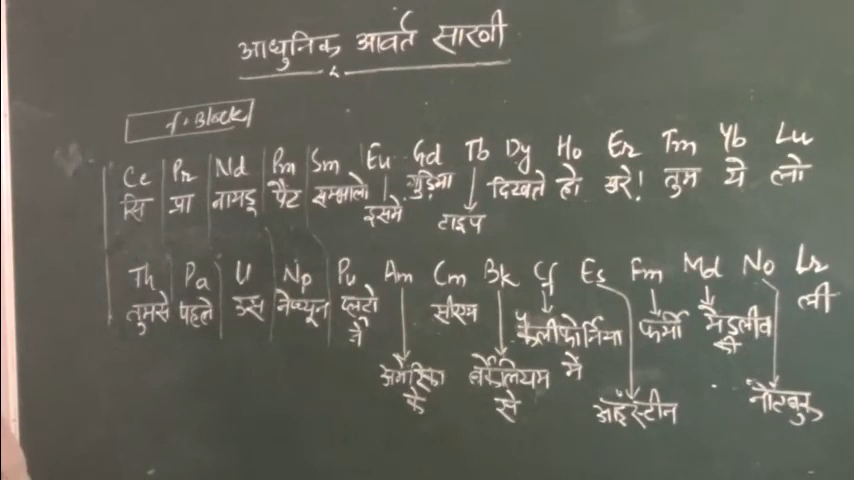 आधुनिक आवर्त सारणी
f-Block
Ce Pr Nd Pm Sm Eu Gd Tb Dy Ho Er Tm Yb Lu
सि प्रा नायडू पैंट सम्भालो इसमें गुड़िया टाइप दिखते हो अरे! तुम ये लो
Th Pa U Np Pu Am Cm Bk Cf Es Fm Md No Lr
तुमसे पहले उस नेप्च्यून प्लूटो ने अमेरिका के सीरम बर्केलियम से कैलीफोर्निया में आइंस्टीन फर्मी मैडलीव की नोटबुक ली